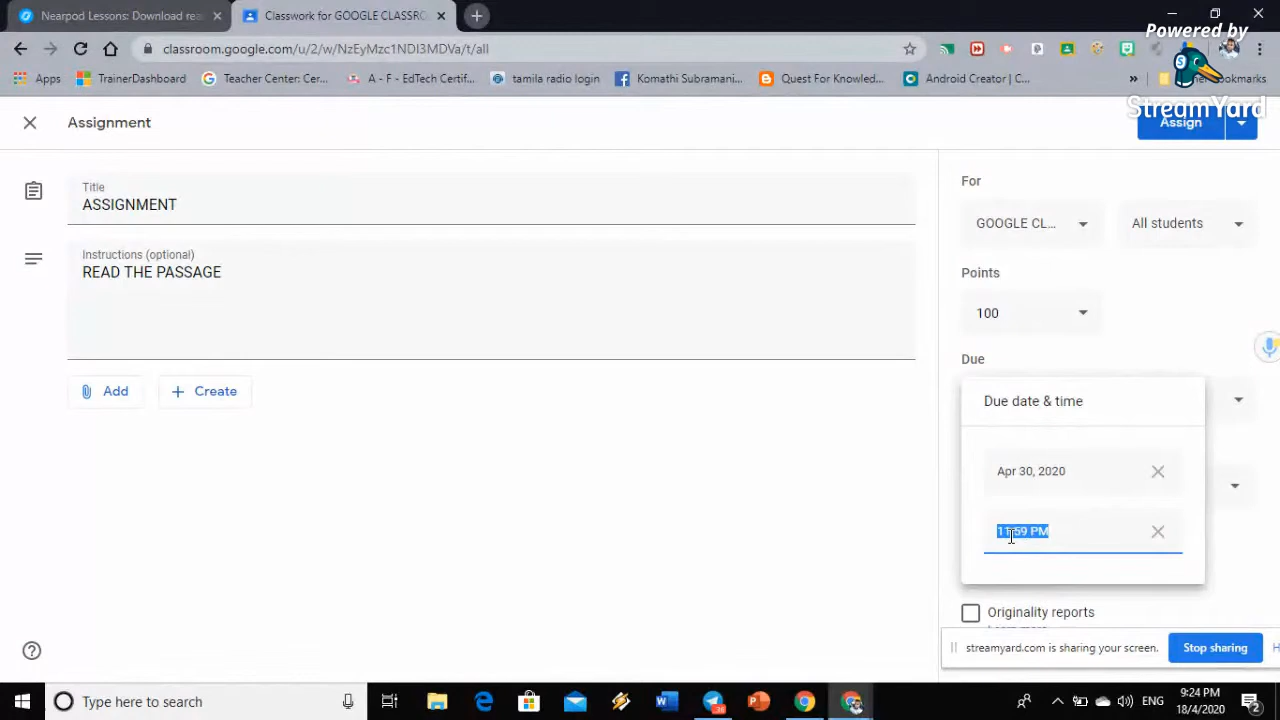 Nearpod Lessons: Download rea
Classwork for GOOGLE CLASSRO
Powered by
classroom.google.com/u/2/w/NzEyMzc1NDI3MDVa/t/all
Apps
TrainerDashboard
Teacher Center: Cer...
A - F - EdTech Certif...
tamila radio login
Komathi Subramani...
Quest For Knowled...
Android Creator | C...
»
StreamYard
Assignment
Assign
Title
ASSIGNMENT
Instructions (optional)
READ THE PASSAGE
Add
Create
For
GOOGLE CL...
All students
Points
100
Due
Due date & time
Apr 30, 2020
11:59 PM
Originality reports
streamyard.com is sharing your screen.
Stop sharing
Type here to search
ENG
9:24 PM
18/4/2020